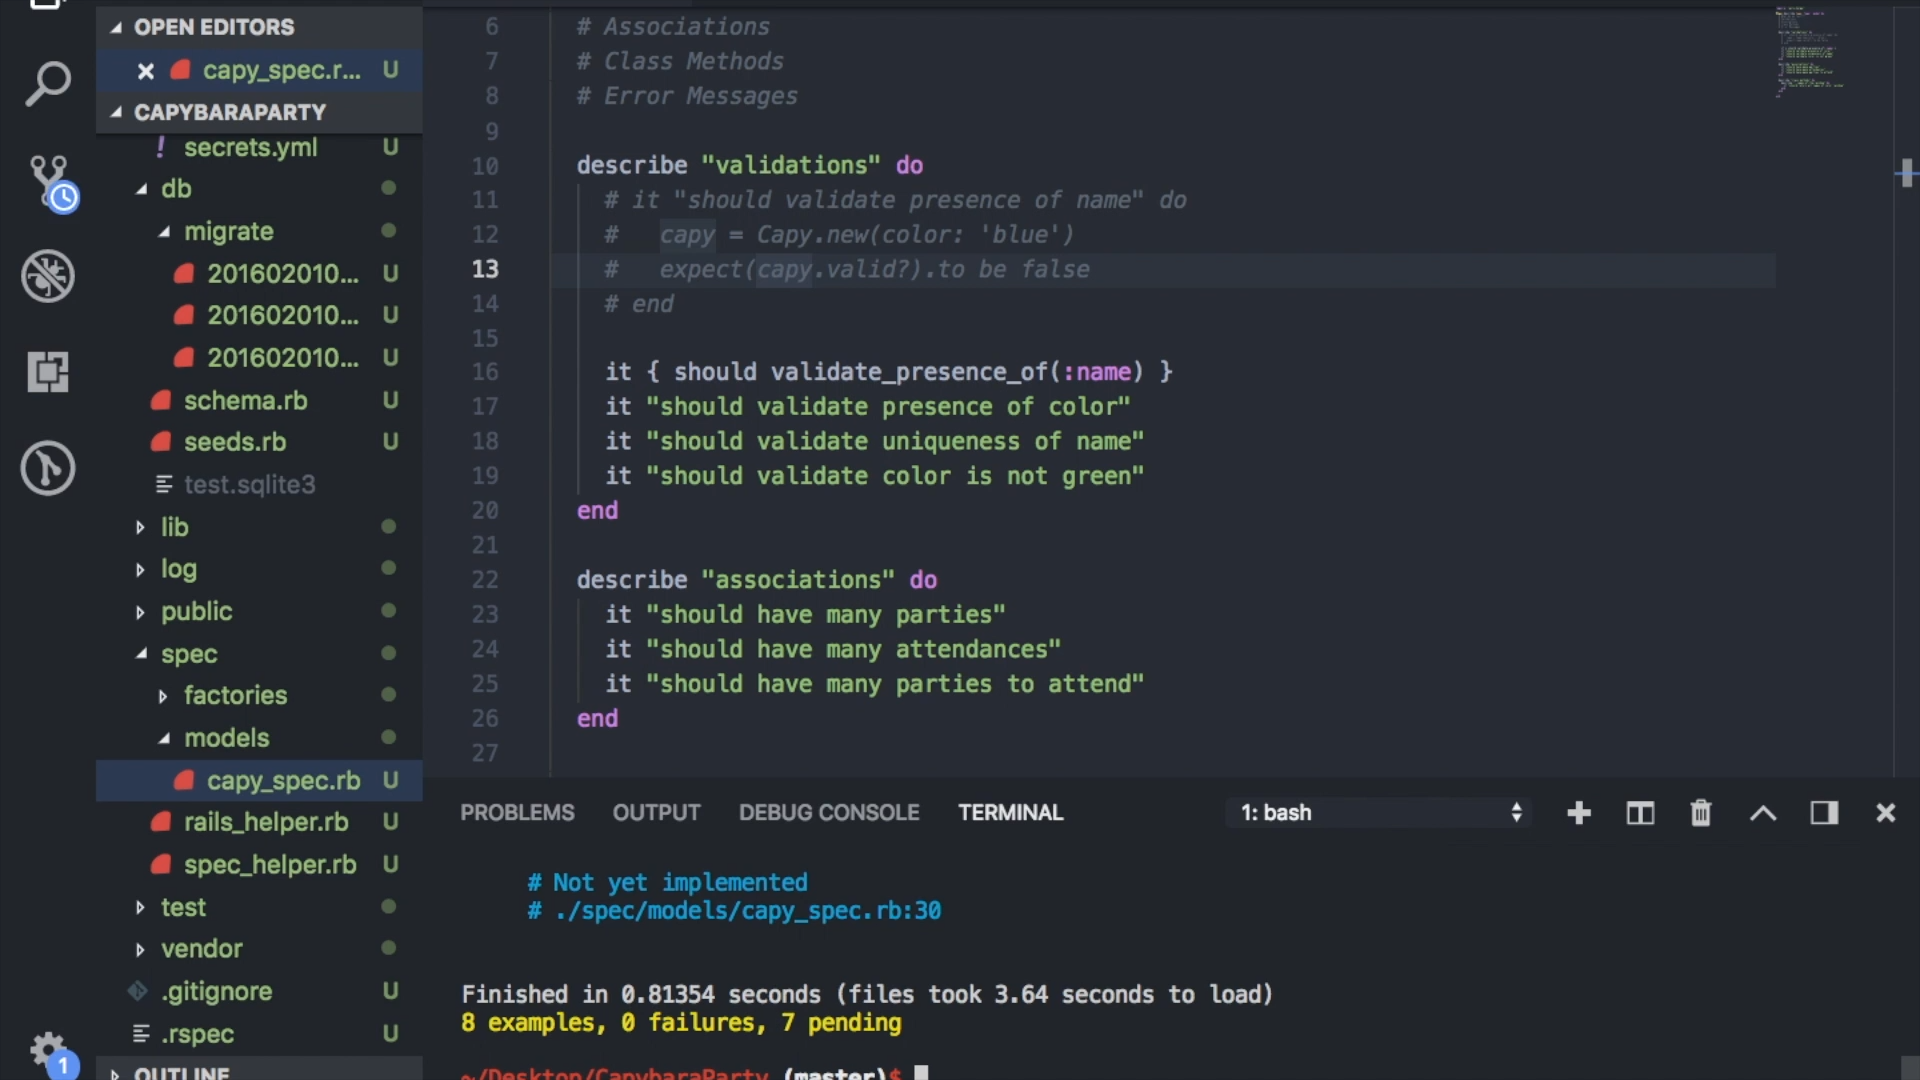 OPEN EDITORS
capy_spec.r... U
CAPYBARAPARTY
! secrets.yml U
db
migrate
201602010... U
201602010... U
201602010... U
schema.rb U
seeds.rb U
test.sqlite3
lib
log
public
spec
factories
models
capy_spec.rb U
rails_helper.rb U
spec_helper.rb U
test
vendor
.gitignore U
.rspec U
OUTLINE
1
6 # Associations
7 # Class Methods
8 # Error Messages
9
10 describe "validations" do
11 # it "should validate presence of name" do
12 #   capy = Capy.new(color: 'blue')
13 #   expect(capy.valid?).to be false
14 # end
15
16 it { should validate_presence_of(:name) }
17 it "should validate presence of color"
18 it "should validate uniqueness of name"
19 it "should validate color is not green"
20 end
21
22 describe "associations" do
23 it "should have many parties"
24 it "should have many attendances"
25 it "should have many parties to attend"
26 end
27
PROBLEMS OUTPUT DEBUG CONSOLE TERMINAL 1: bash
# Not yet implemented
# ./spec/models/capy_spec.rb:30
Finished in 0.81354 seconds (files took 3.64 seconds to load)
8 examples, 0 failures, 7 pending
~/Desktop/CapybaraParty (master)$